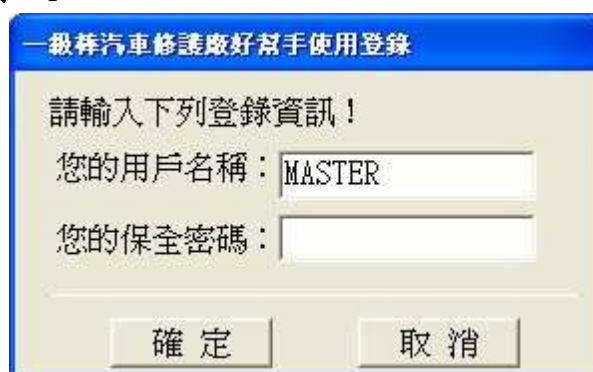 一級棒汽車修護廠好幫手使用登錄
請輸入下列登錄資訊！
您的用戶名稱：MASTER
您的保全密碼：
確定 取消